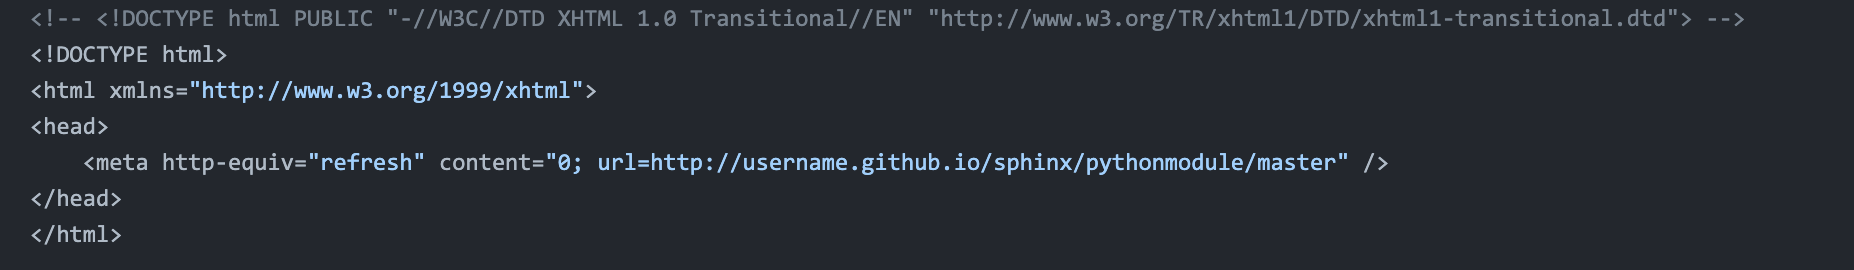 <!-- <!DOCTYPE html PUBLIC "-//W3C//DTD XHTML 1.0 Transitional//EN" "http://www.w3.org/TR/xhtml1/DTD/xhtml1-transitional.dtd"> -->
<!DOCTYPE html>
<html xmlns="http://www.w3.org/1999/xhtml">
<head>
    <meta http-equiv="refresh" content="0; url=http://username.github.io/sphinx/pythonmodule/master" />
</head>
</html>